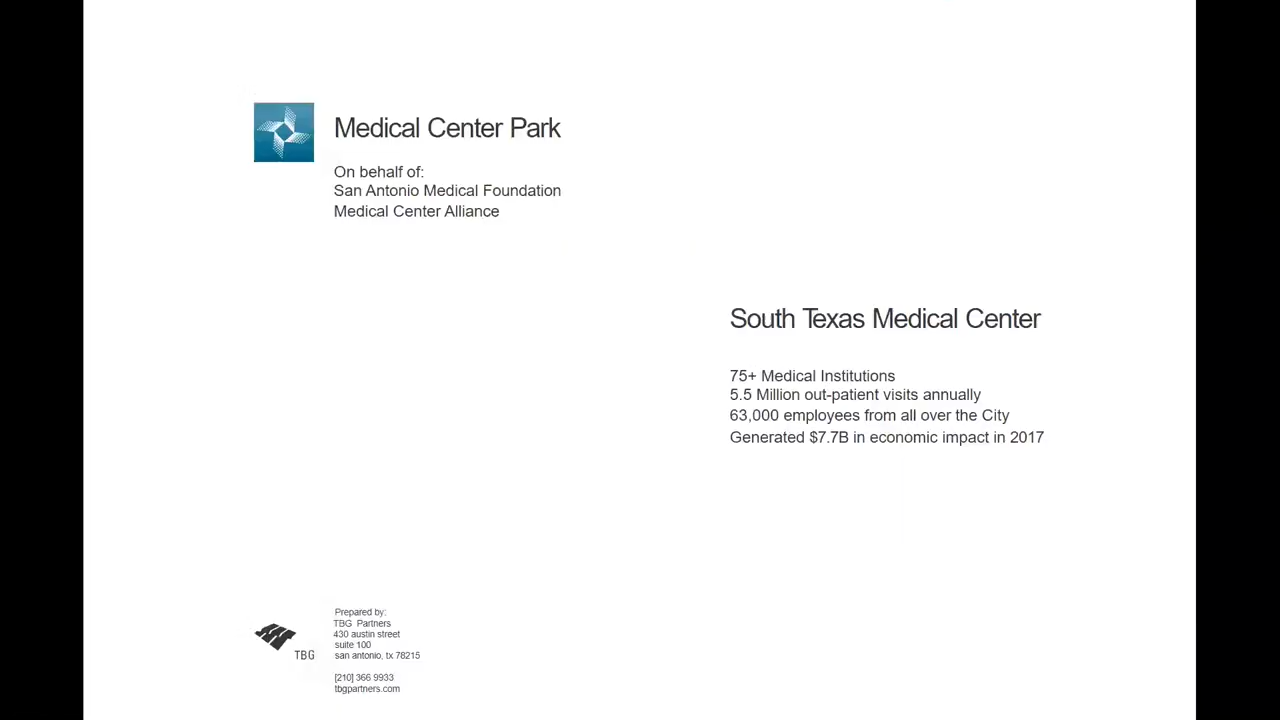 Medical Center Park
On behalf of:
San Antonio Medical Foundation
Medical Center Alliance
South Texas Medical Center
75+ Medical Institutions
5.5 Million out-patient visits annually
63,000 employees from all over the City
Generated $7.7B in economic impact in 2017
TBG
Prepared by:
TBG Partners
430 austin street
suite 100
san antonio, tx 78215
[210] 366 9933
tbgpartners.com